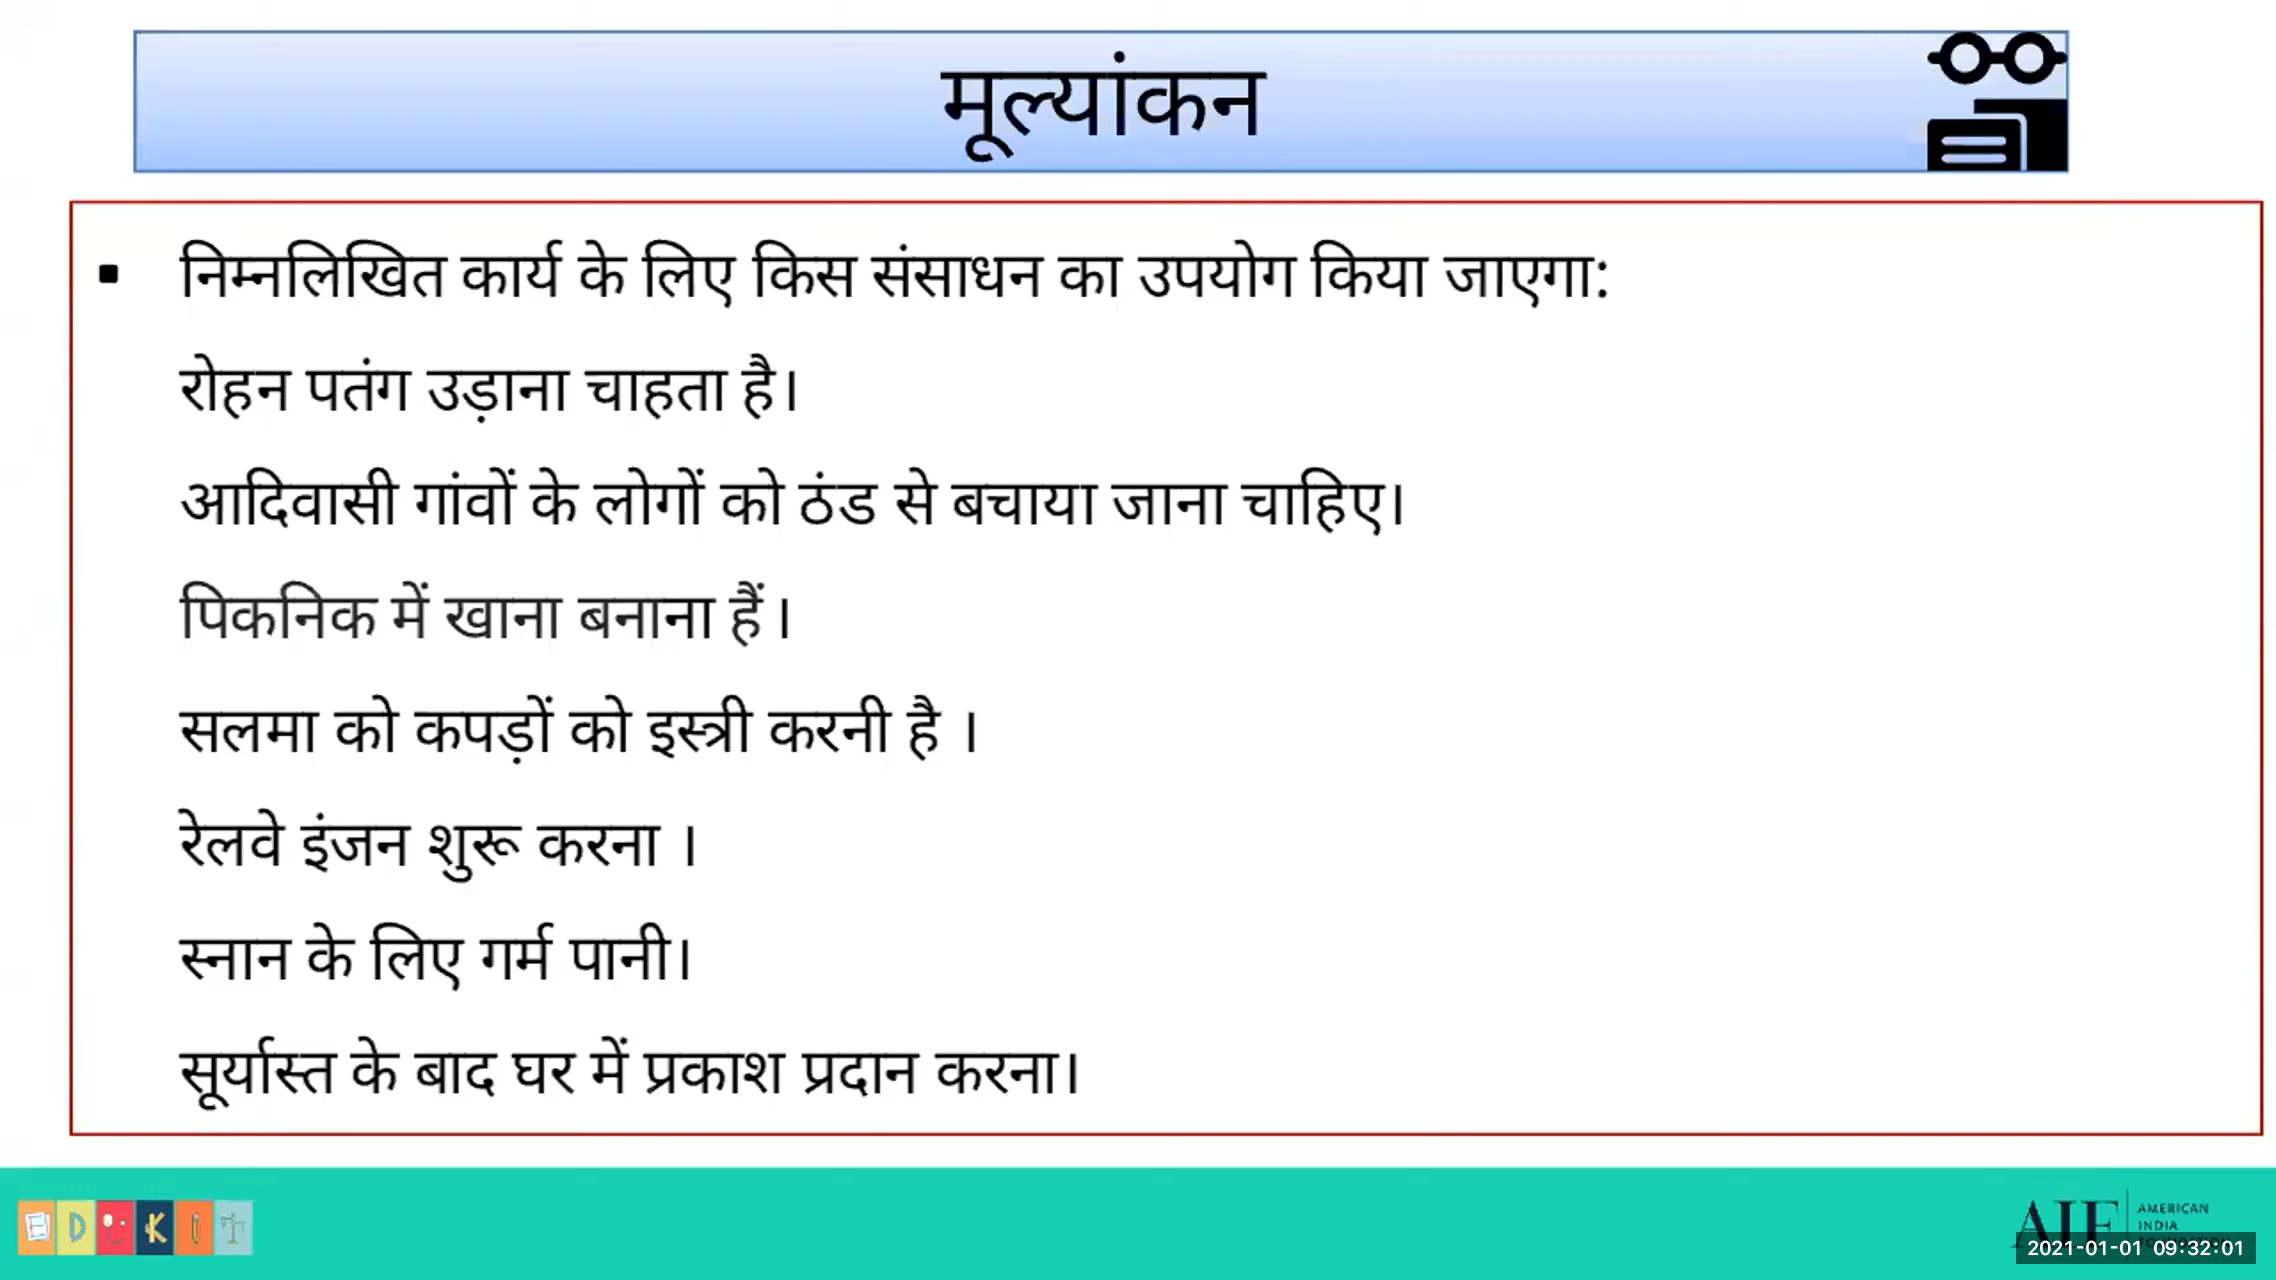 मूल्यांकन
▪ निम्नलिखित कार्य के लिए किस संसाधन का उपयोग किया जाएगा:
रोहन पतंग उड़ाना चाहता है।
आदिवासी गांवों के लोगों को ठंड से बचाया जाना चाहिए।
पिकनिक में खाना बनाना हैं ।
सलमा को कपड़ों को इस्त्री करनी है ।
रेलवे इंजन शुरू करना ।
स्नान के लिए गर्म पानी।
सूर्यास्त के बाद घर में प्रकाश प्रदान करना।
AIF
AMERICAN
INDIA
2021-01-01 09:32:01